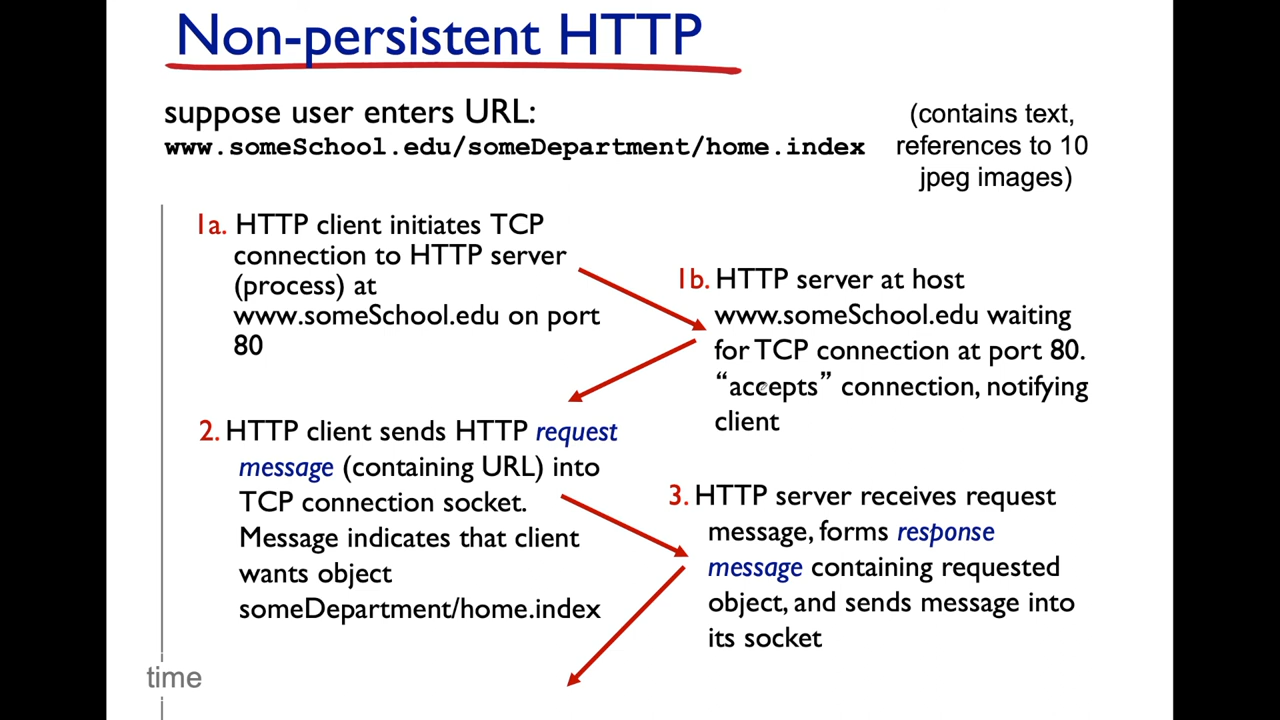 Non-persistent HTTP
suppose user enters URL:
www.someSchool.edu/someDepartment/home.index
(contains text,
references to 10
jpeg images)
1a. HTTP client initiates TCP
connection to HTTP server
(process) at
www.someSchool.edu on port
80
1b. HTTP server at host
www.someSchool.edu waiting
for TCP connection at port 80.
“accepts” connection, notifying
client
2. HTTP client sends HTTP request
message (containing URL) into
TCP connection socket.
Message indicates that client
wants object
someDepartment/home.index
3. HTTP server receives request
message, forms response
message containing requested
object, and sends message into
its socket
time